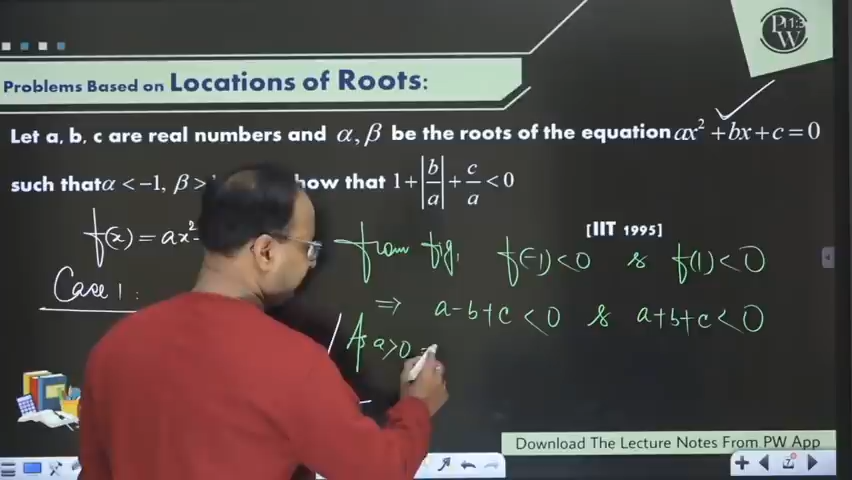 PW
Problems Based on Locations of Roots:
Let a, b, c are real numbers and α, β be the roots of the equation ax² + bx + c = 0
such that α < −1, β > how that 1 + |b/a| + c/a < 0
[IIT 1995]
f(x) = ax²
from fig, f(-1) < 0 & f(1) < 0
Case 1 :
⇒ a-b+c < 0 & a+b+c < 0
As a>0
Download The Lecture Notes From PW App